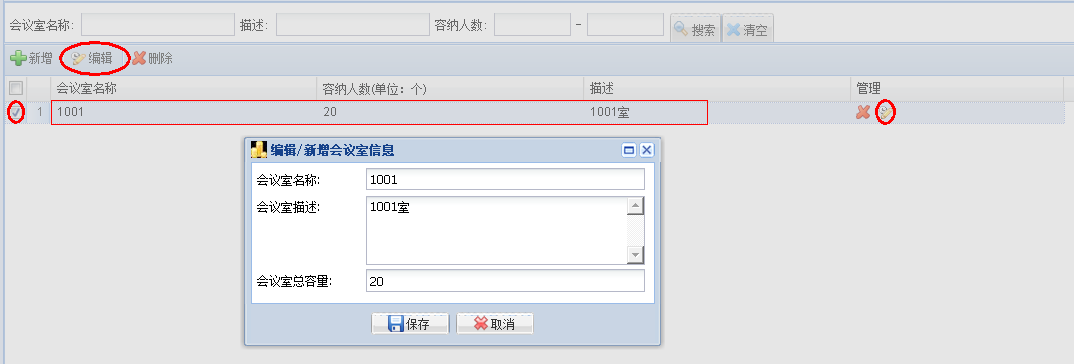 会议室名称: 描述: 容纳人数: - 搜索 清空
新增 编辑 删除
会议室名称 容纳人数(单位: 个) 描述 管理
1 1001 20 1001室
编辑/新增会议室信息
会议室名称: 1001
会议室描述: 1001室
会议室总容量: 20
保存 取消